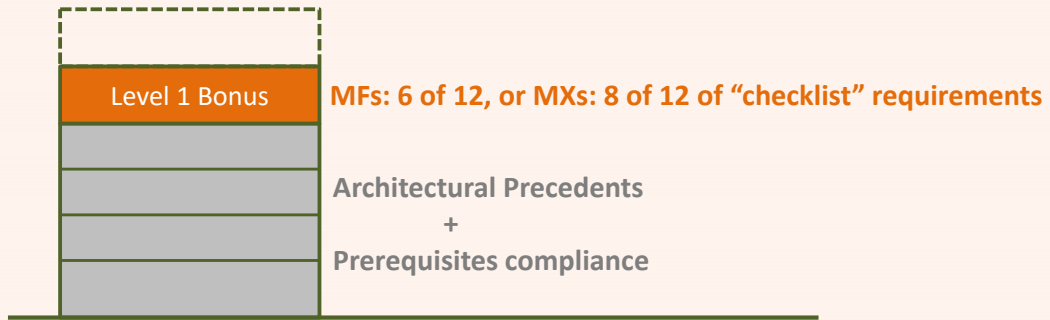 Level 1 Bonus
MFs: 6 of 12, or MXs: 8 of 12 of “checklist” requirements
Architectural Precedents
+
Prerequisites compliance